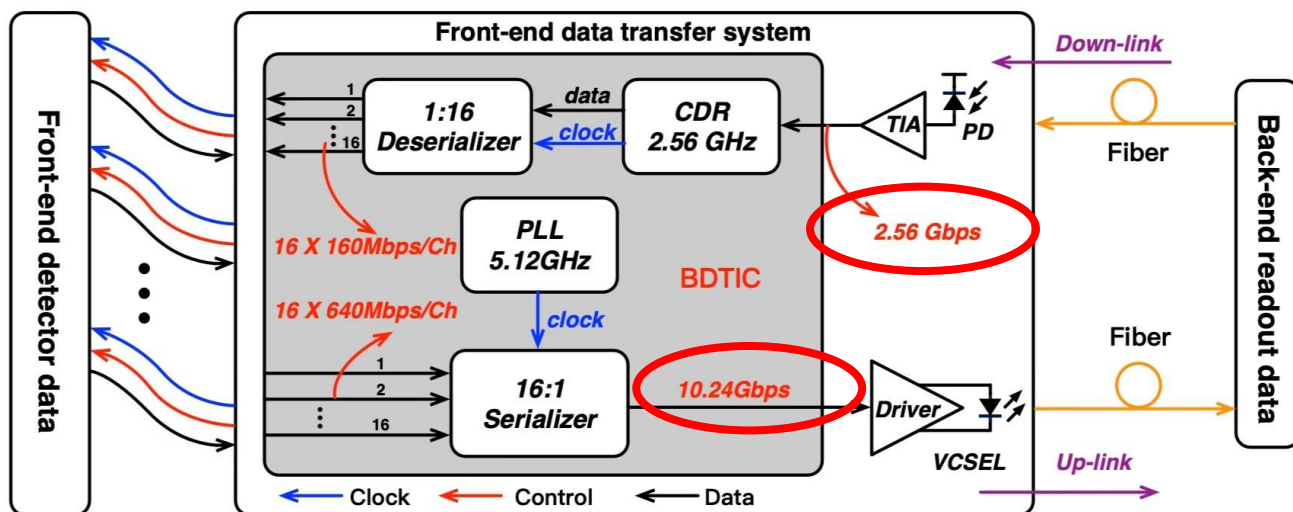 Front-end data transfer system
Front-end detector data
1
2
16
1:16
Deserializer
data
clock
CDR
2.56 GHz
TIA
PD
Down-link
Fiber
Back-end readout data
2.56 Gbps
16 X 160Mbps/Ch
PLL
5.12GHz
BDTIC
16 X 640Mbps/Ch
clock
1
2
16
16:1
Serializer
10.24Gbps
Driver
VCSEL
Fiber
Up-link
Clock
Control
Data